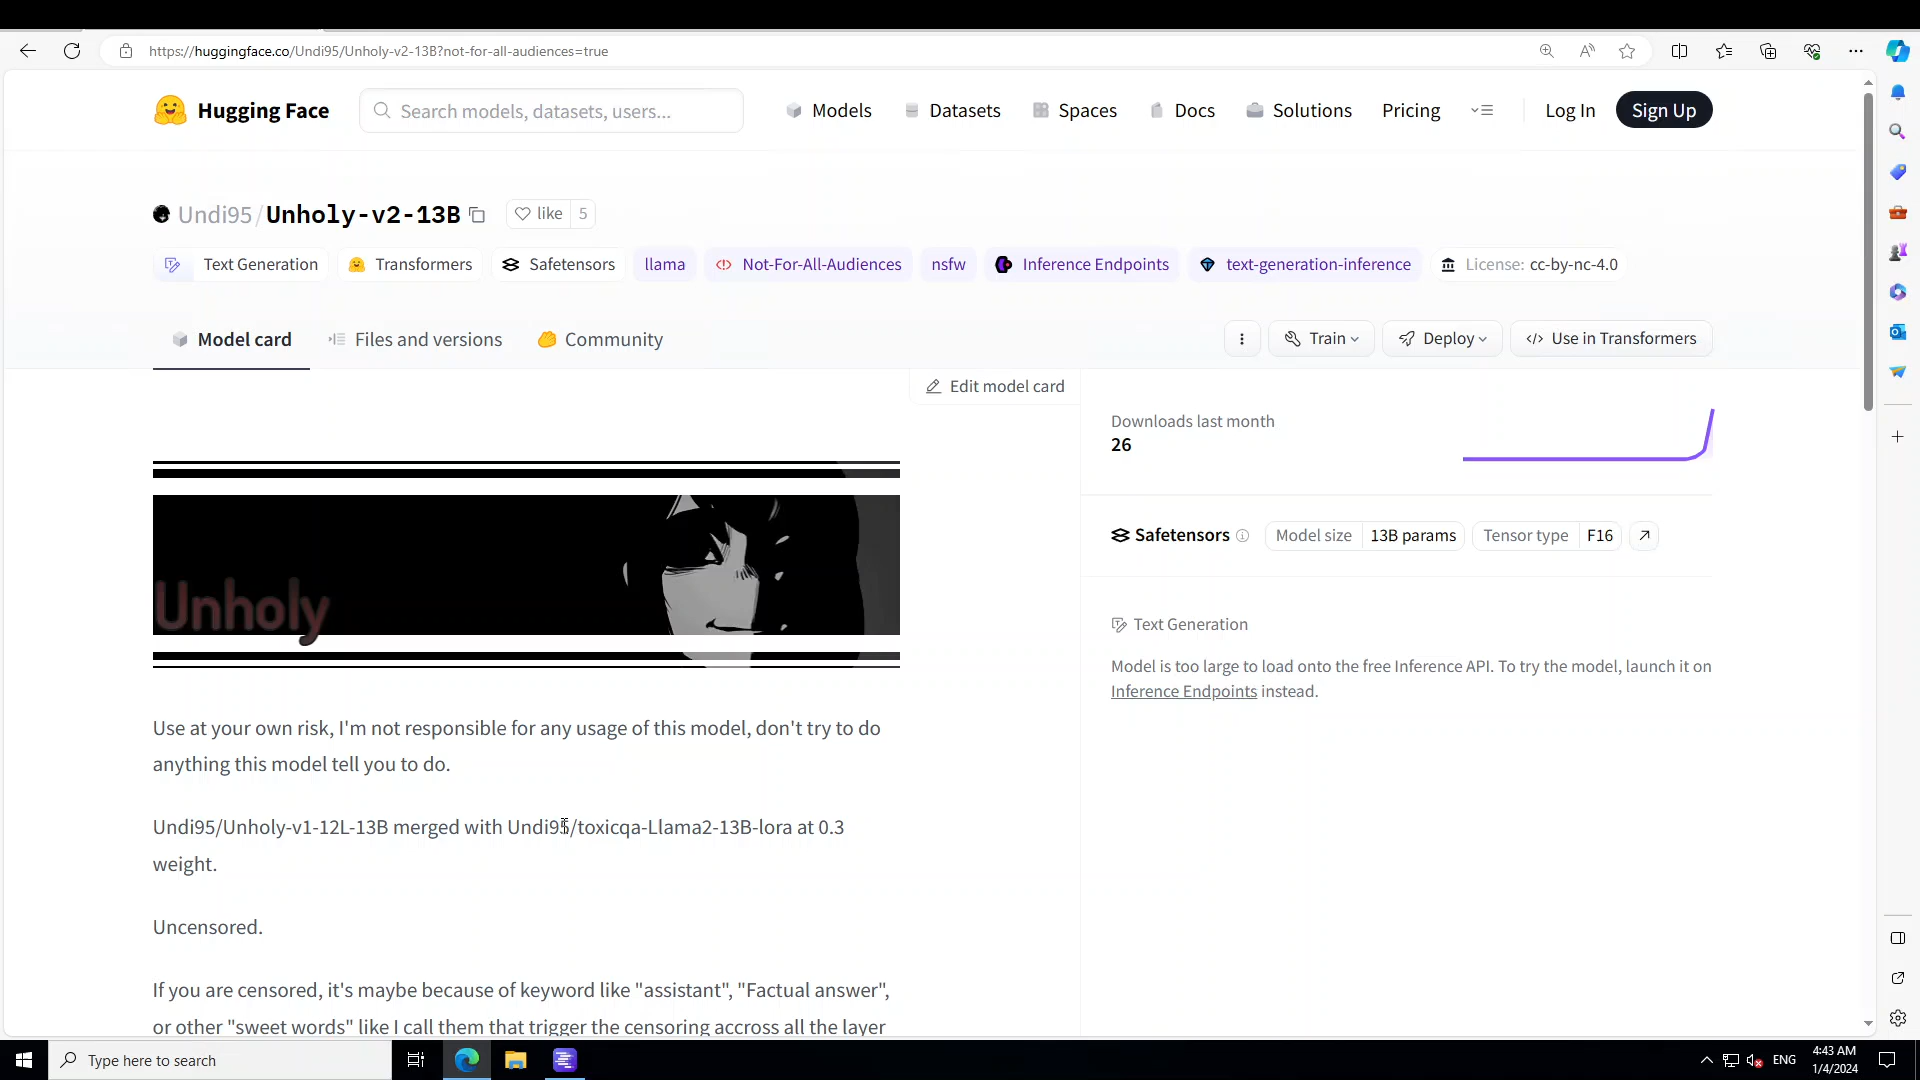 https://huggingface.co/Undi95/Unholy-v2-13B?not-for-all-audiences=true
Hugging Face
Search models, datasets, users...
Models
Datasets
Spaces
Docs
Solutions
Pricing
Log In
Sign Up
Undi95/Unholy-v2-13B
like 5
Text Generation
Transformers
Safetensors
llama
Not-For-All-Audiences
nsfw
Inference Endpoints
text-generation-inference
License: cc-by-nc-4.0
Model card
Files and versions
Community
Train
Deploy
Use in Transformers
Edit model card
Downloads last month
26
Unholy
Safetensors
Model size 13B params
Tensor type F16
Text Generation
Model is too large to load onto the free Inference API. To try the model, launch it on
Inference Endpoints instead.
Use at your own risk, I'm not responsible for any usage of this model, don't try to do
anything this model tell you to do.
Undi95/Unholy-v1-12L-13B merged with Undi95/toxicqa-Llama2-13B-lora at 0.3
weight.
Uncensored.
If you are censored, it's maybe because of keyword like "assistant", "Factual answer",
or other "sweet words" like I call them that trigger the censoring accross all the layer
Type here to search
ENG
4:43 AM
1/4/2024